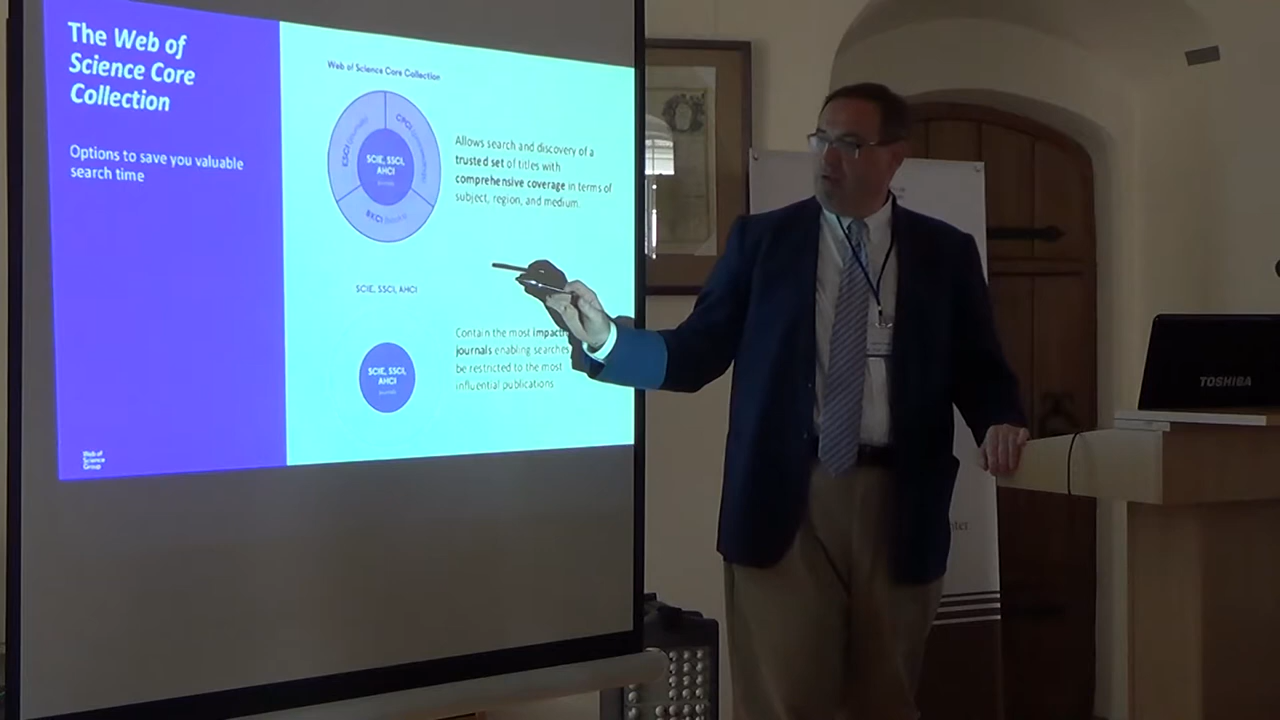 The Web of
Science Core
Collection
Options to save you valuable
search time
Web of
Science
Group
Web of Science Core Collection
ESCI
CPCI
SCIE, SSCI,
AHCI
BKCI
Allows search and discovery of a
trusted set of titles with
comprehensive coverage in terms of
subject, region, and medium.
SCIE, SSCI, AHCI
SCIE, SSCI,
AHCI
Contain the most
journals enabling searches
be restricted to the most
influential publications
TOSHIBA